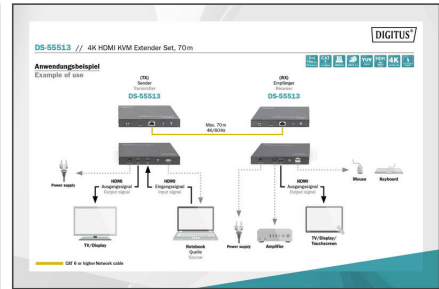 DIGITUS®
DS-55513 // 4K HDMI KVM Extender Set, 70m
Anwendungsbeispiel
Example of use
(TX)
Sender
Transmitter
DS-55513
(RX)
Empfänger
Receiver
DS-55513
Max. 70m
4K/60Hz
Power supply
HDMI
Ausgangssignal
Output signal
HDMI
Eingangssignal
Input signal
HDMI
Ausgangssignal
Output signal
Mouse
Keyboard
TV/Display
Notebook
Quelle
Source
Power supply
Amplifier
TV/Display/
Touchscreen
CAT 6 or higher Network cable